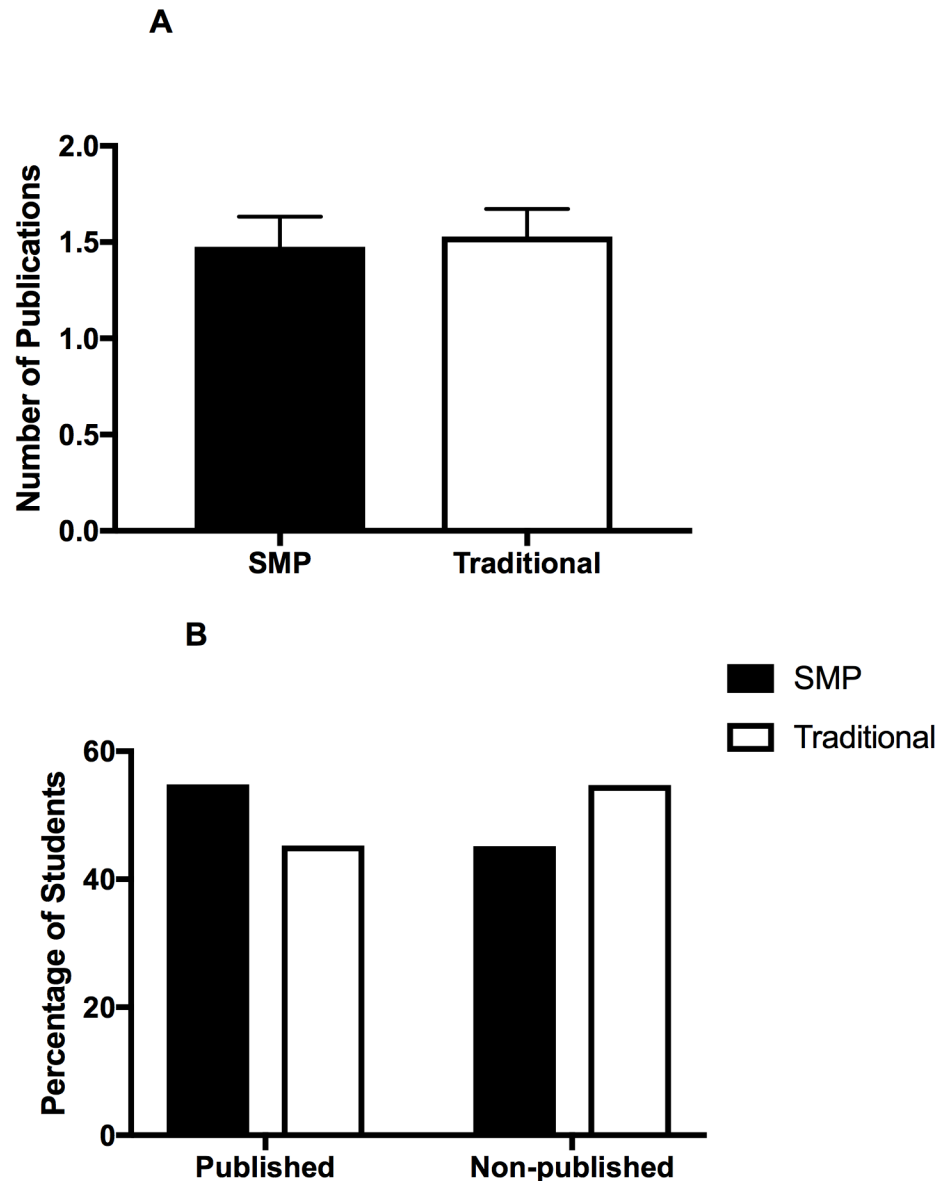 A
Number of Publications
2.0
1.5
1.0
0.5
0.0
SMP
Traditional
B
SMP
Traditional
Percentage of Students
60
40
20
0
Published
Non-published